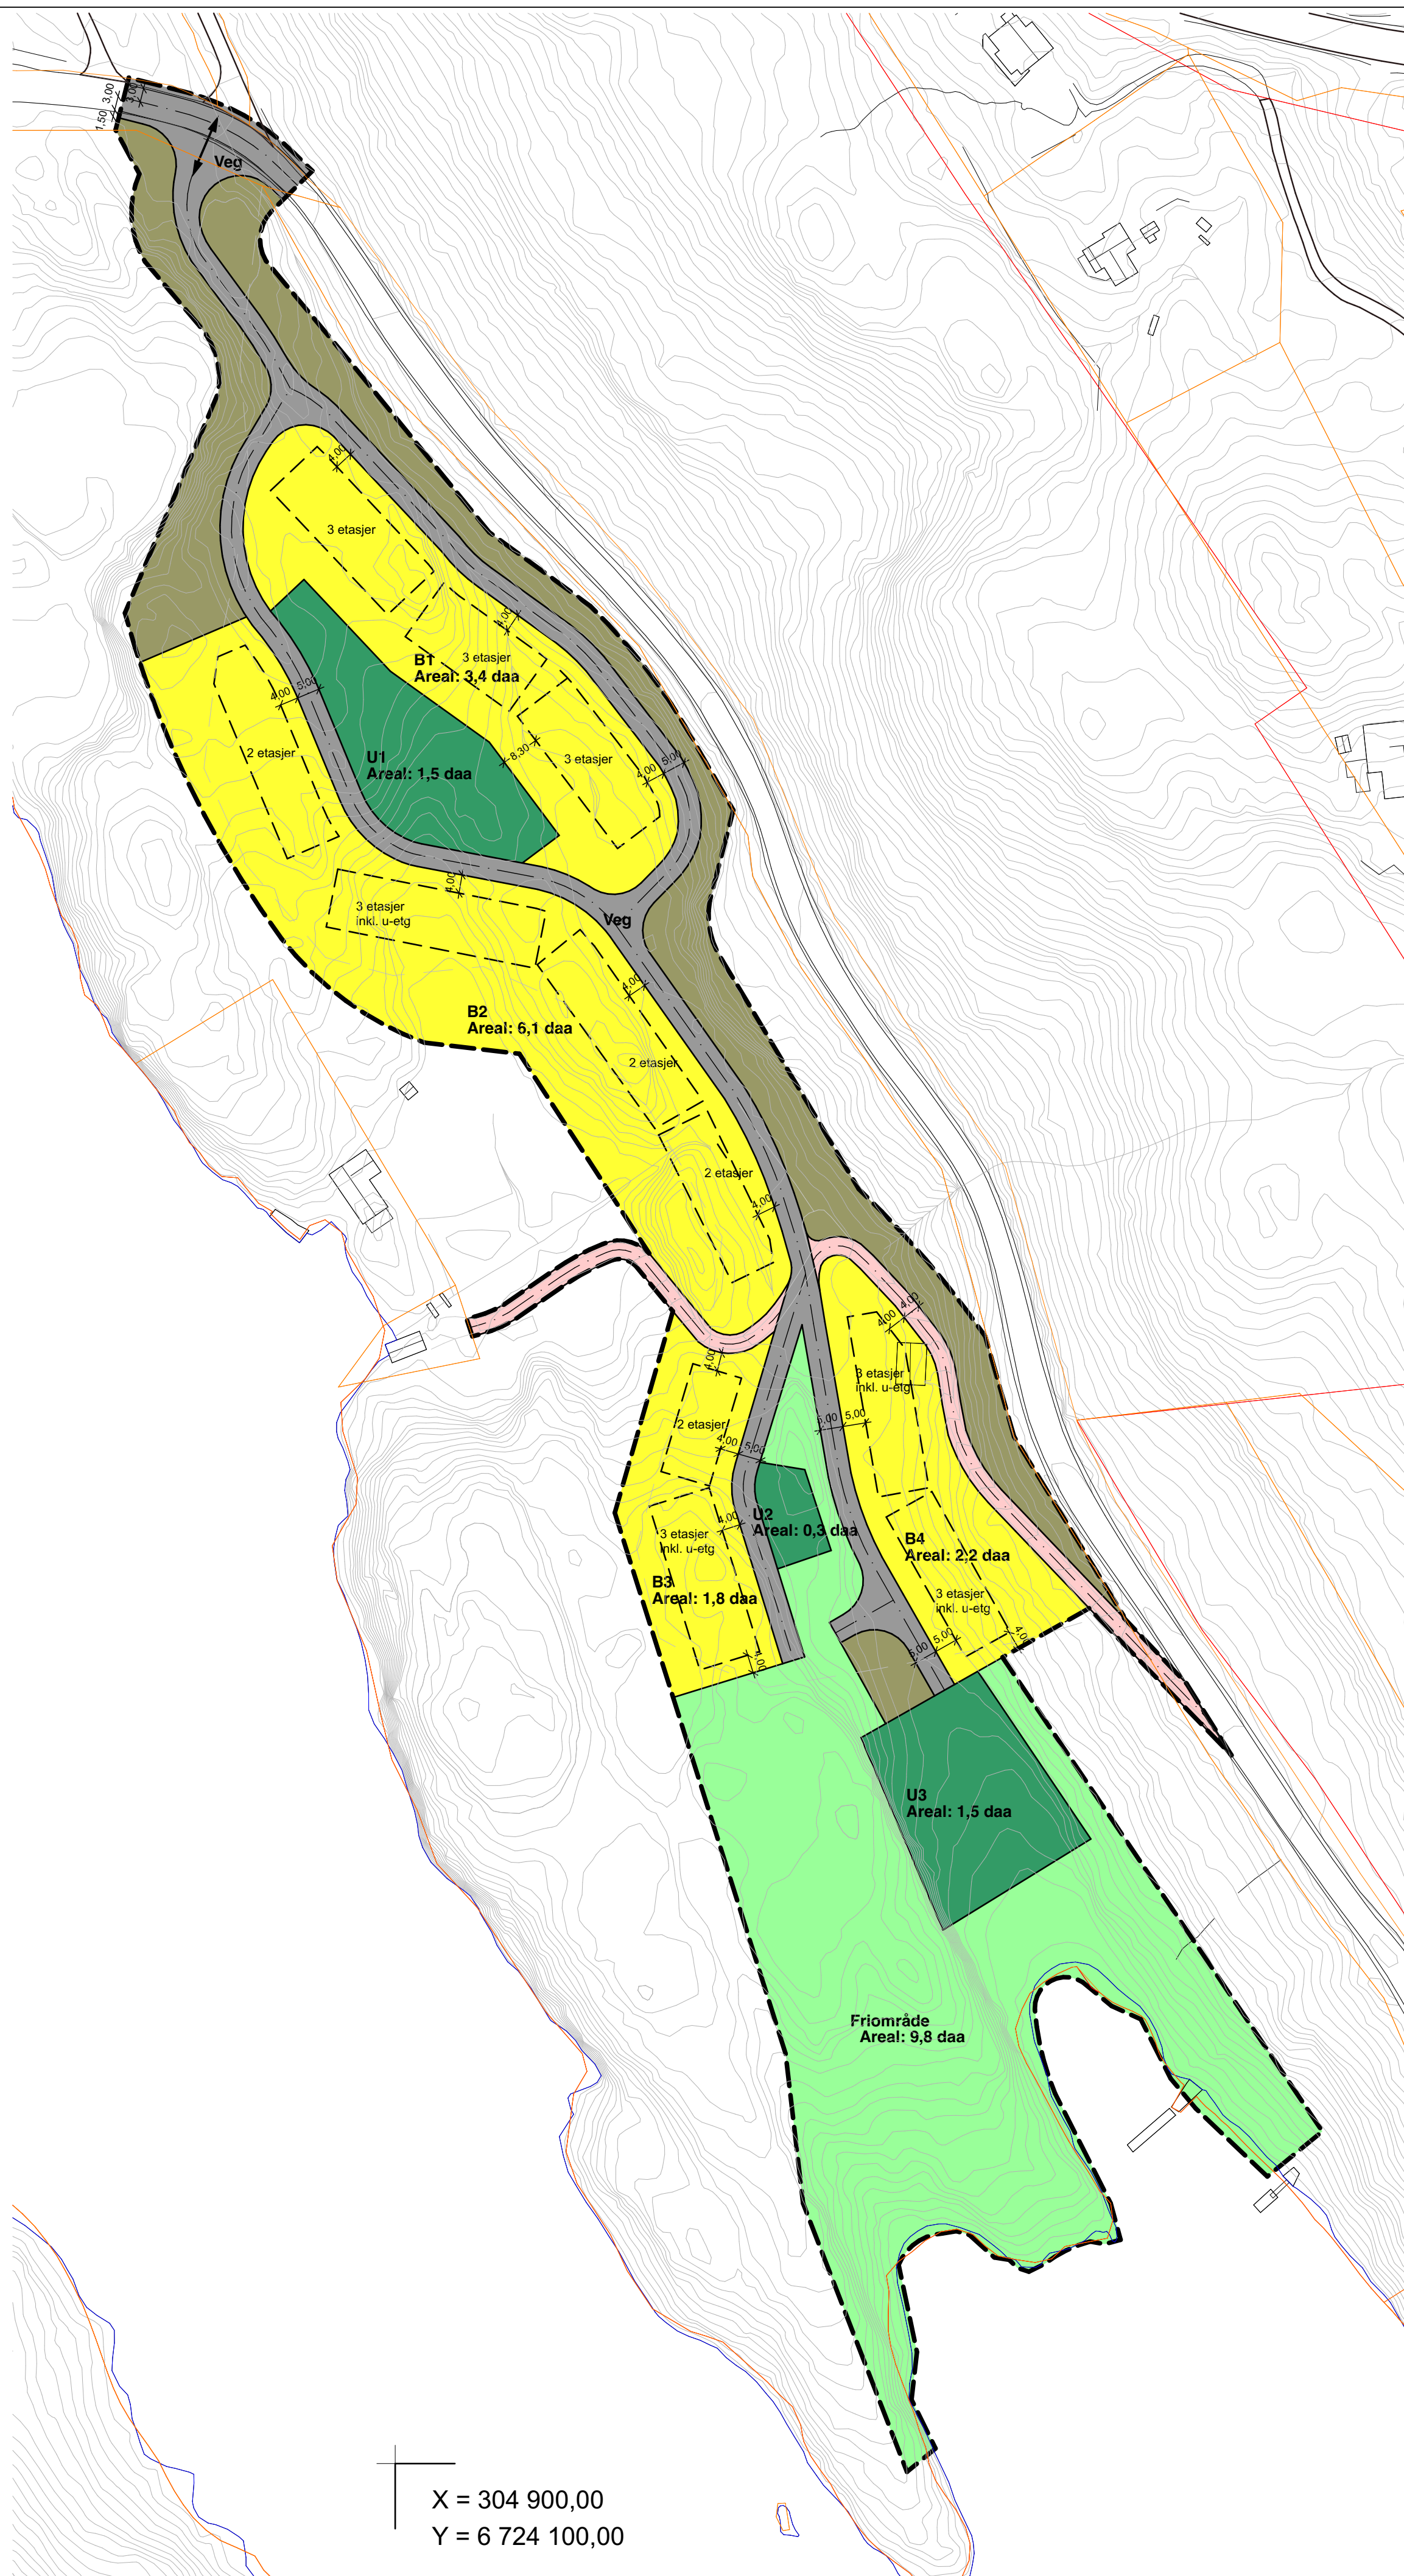 3,00
3,00
1,50
Veg
4,00
3 etasjer
4,00
3 etasjer
B1
Areal: 3,4 daa
4,00
5,00
2 etasjer
U1
Areal: 1,5 daa
8,30
3 etasjer
4,00
5,00
4,00
3 etasjer
inkl. u-etg
Veg
4,00
B2
Areal: 6,1 daa
2 etasjer
2 etasjer
4,00
4,00
4,00
4,00
3 etasjer
inkl. u-etg
5,00
5,00
2 etasjer
4,00
5,00
4,00
U2
Areal: 0,3 daa
3 etasjer
inkl. u-etg
B4
Areal: 2,2 daa
B3
Areal: 1,8 daa
3 etasjer
inkl. u-etg
4,00
5,00
5,00
4,00
U3
Areal: 1,5 daa
Friområde
Areal: 9,8 daa
X = 304 900,00
Y = 6 724 100,00